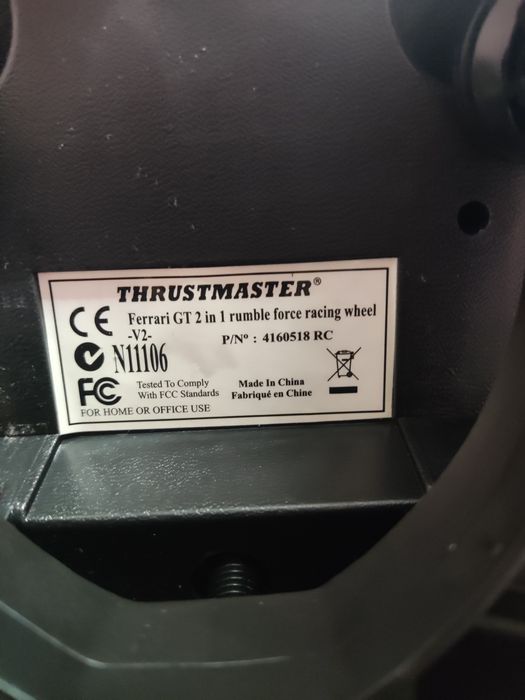 THRUSTMASTER®
CE Ferrari GT 2 in 1 rumble force racing wheel
-V2-
P/Nº : 4160518 RC
N11106
FC Tested To Comply
With FCC Standards
Made In China
Fabriqué en Chine
FOR HOME OR OFFICE USE